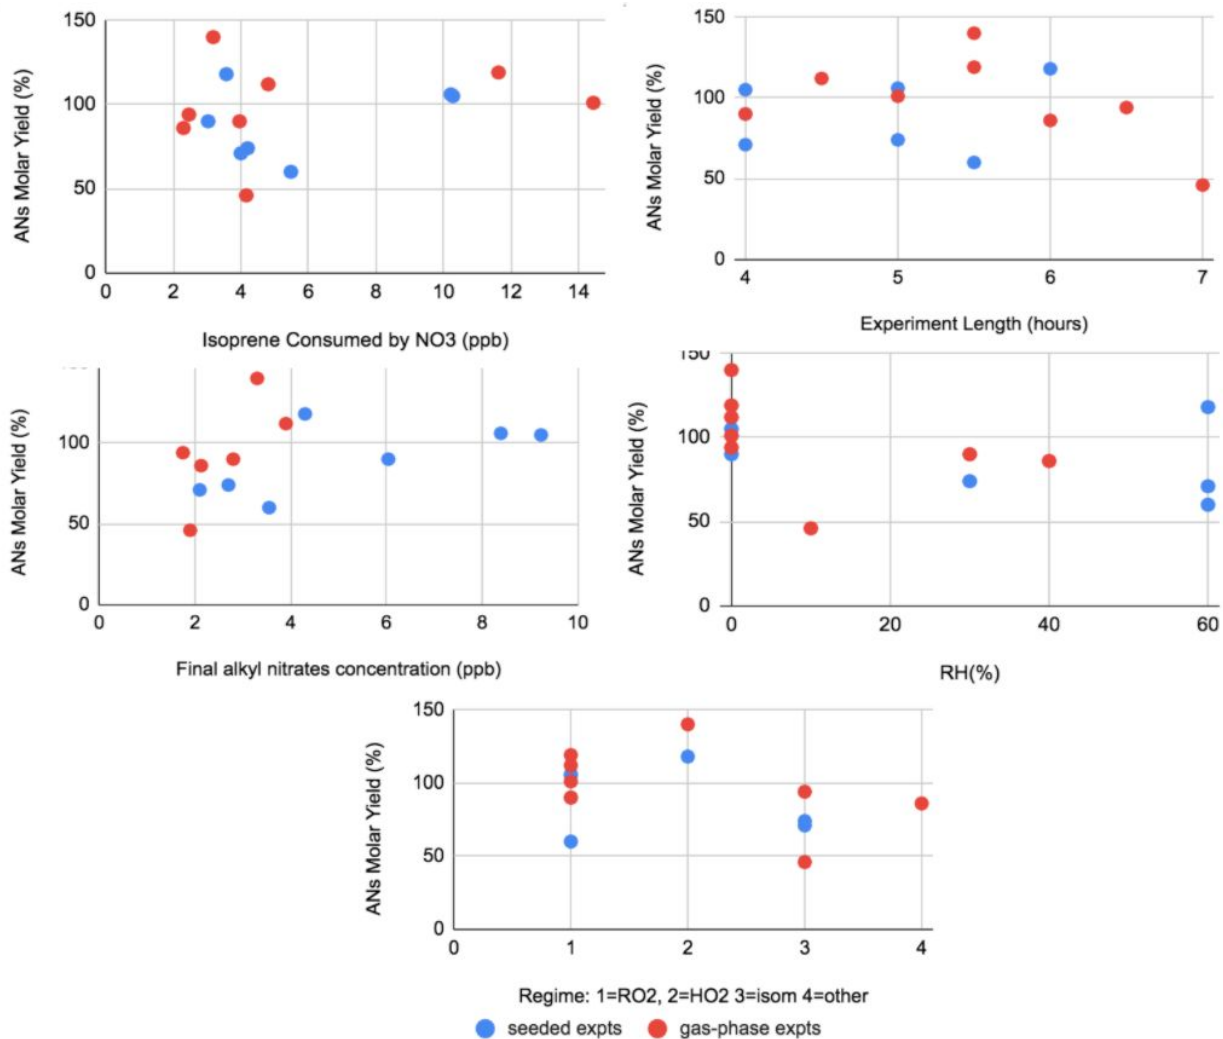 150
100
50
0
ANs Molar Yield (%)
0 2 4 6 8 10 12 14
Isoprene Consumed by NO3 (ppb)
150
100
50
0
ANs Molar Yield (%)
4 5 6 7
Experiment Length (hours)
100
50
0
ANs Molar Yield (%)
0 2 4 6 8 10
Final alkyl nitrates concentration (ppb)
150
100
50
0
ANs Molar Yield (%)
0 20 40 60
RH(%)
150
100
50
0
ANs Molar Yield (%)
0 1 2 3 4
Regime: 1=RO2, 2=HO2 3=isom 4=other
seeded expts gas-phase expts